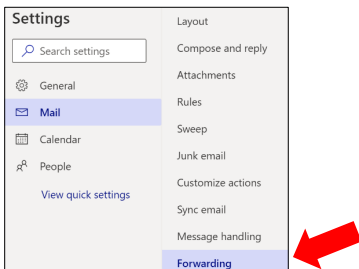 Settings
Search settings
General
Mail
Calendar
People
View quick settings
Layout
Compose and reply
Attachments
Rules
Sweep
Junk email
Customize actions
Sync email
Message handling
Forwarding